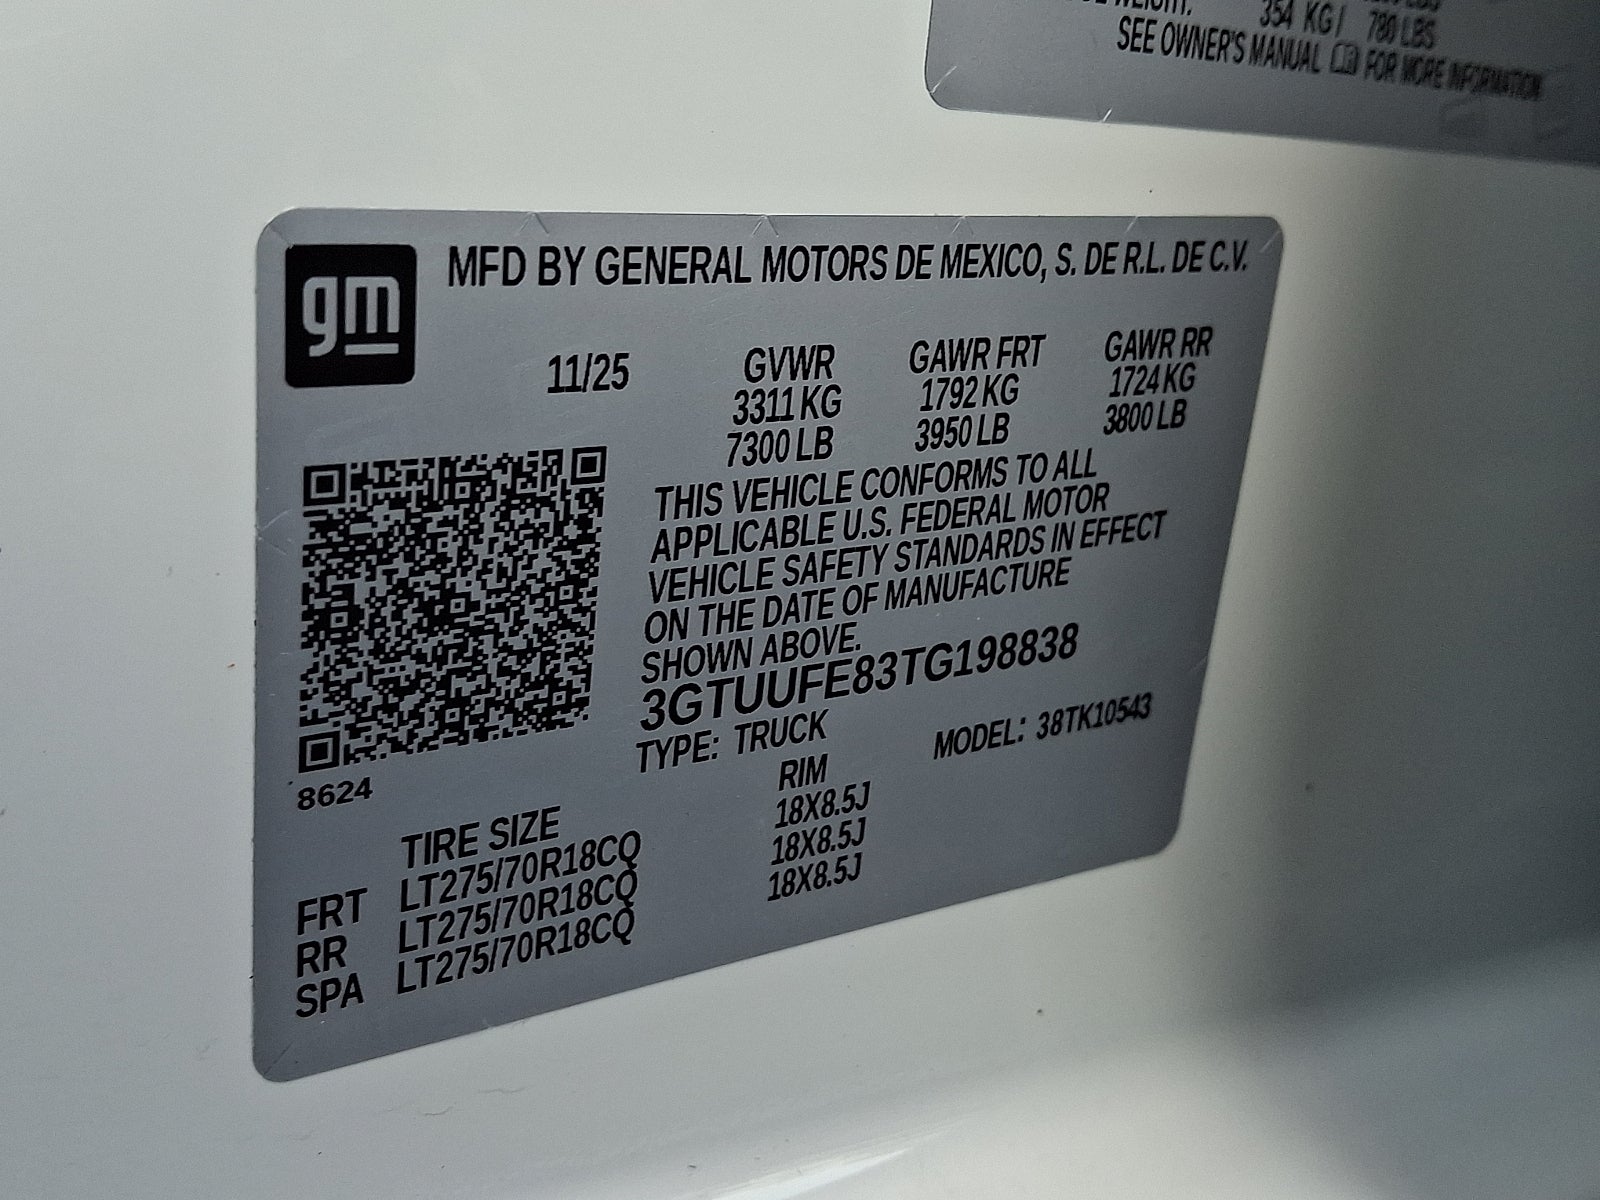 354 KG / 780 LBS
SEE OWNER'S MANUAL FOR MORE INFORMATION
gm
MFD BY GENERAL MOTORS DE MEXICO, S. DE R.L. DE C.V.
11/25 GVWR GAWR FRT GAWR RR
3311 KG 1792 KG 1724 KG
7300 LB 3950 LB 3800 LB
THIS VEHICLE CONFORMS TO ALL
APPLICABLE U.S. FEDERAL MOTOR
VEHICLE SAFETY STANDARDS IN EFFECT
ON THE DATE OF MANUFACTURE
SHOWN ABOVE.
3GTUUFE83TG198838
TYPE: TRUCK MODEL: 38TK10543
8624
TIRE SIZE RIM
FRT LT275/70R18CQ 18X8.5J
RR LT275/70R18CQ 18X8.5J
SPA LT275/70R18CQ 18X8.5J